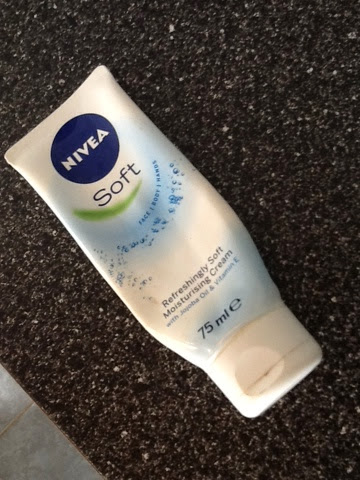 NIVEA
Soft
FACE | BODY | HANDS
Refreshingly Soft
Moisturising Cream
with Jojoba Oil & Vitamin E
75 ml e